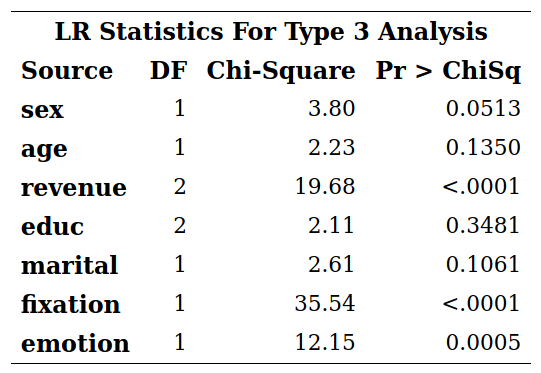 LR Statistics For Type 3 Analysis
Source DF Chi-Square Pr > ChiSq
sex 1 3.80 0.0513
age 1 2.23 0.1350
revenue 2 19.68 <.0001
educ 2 2.11 0.3481
marital 1 2.61 0.1061
fixation 1 35.54 <.0001
emotion 1 12.15 0.0005